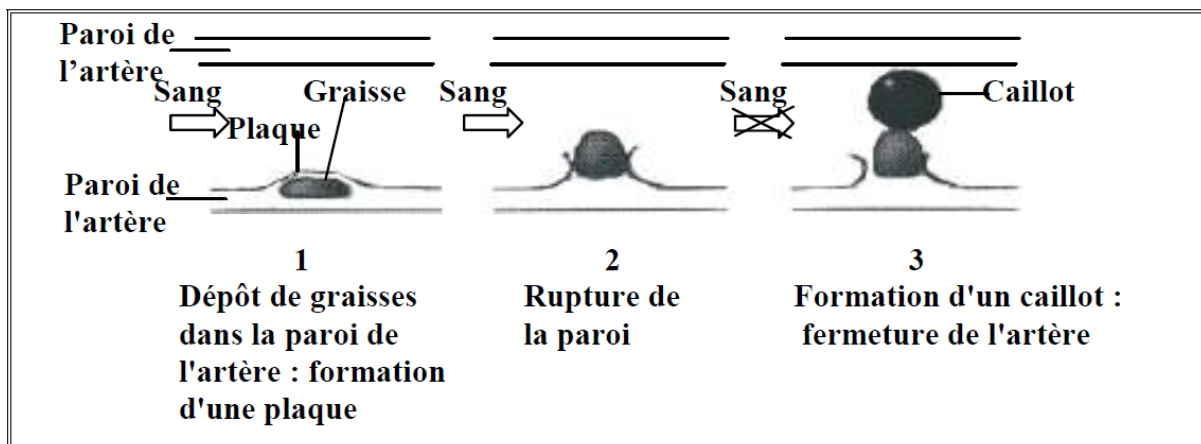 Paroi de
l’artère
Sang
Graisse
Sang
Sang
Caillot
Plaque
Paroi de
l'artère
1
Dépôt de graisses
dans la paroi de
l'artère : formation
d'une plaque
2
Rupture de
la paroi
3
Formation d'un caillot :
fermeture de l'artère